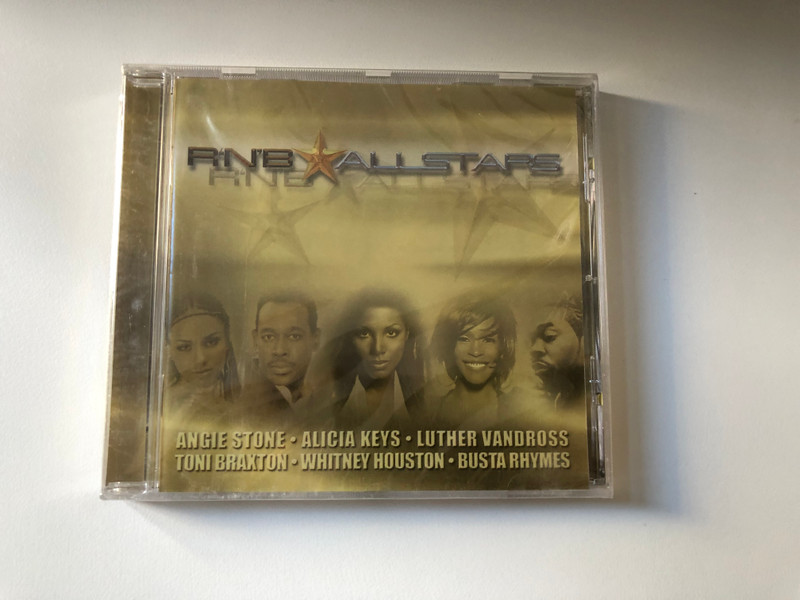 R'N'B ALLSTARS
ANGIE STONE • ALICIA KEYS • LUTHER VANDROSS
TONI BRAXTON • WHITNEY HOUSTON • BUSTA RHYMES